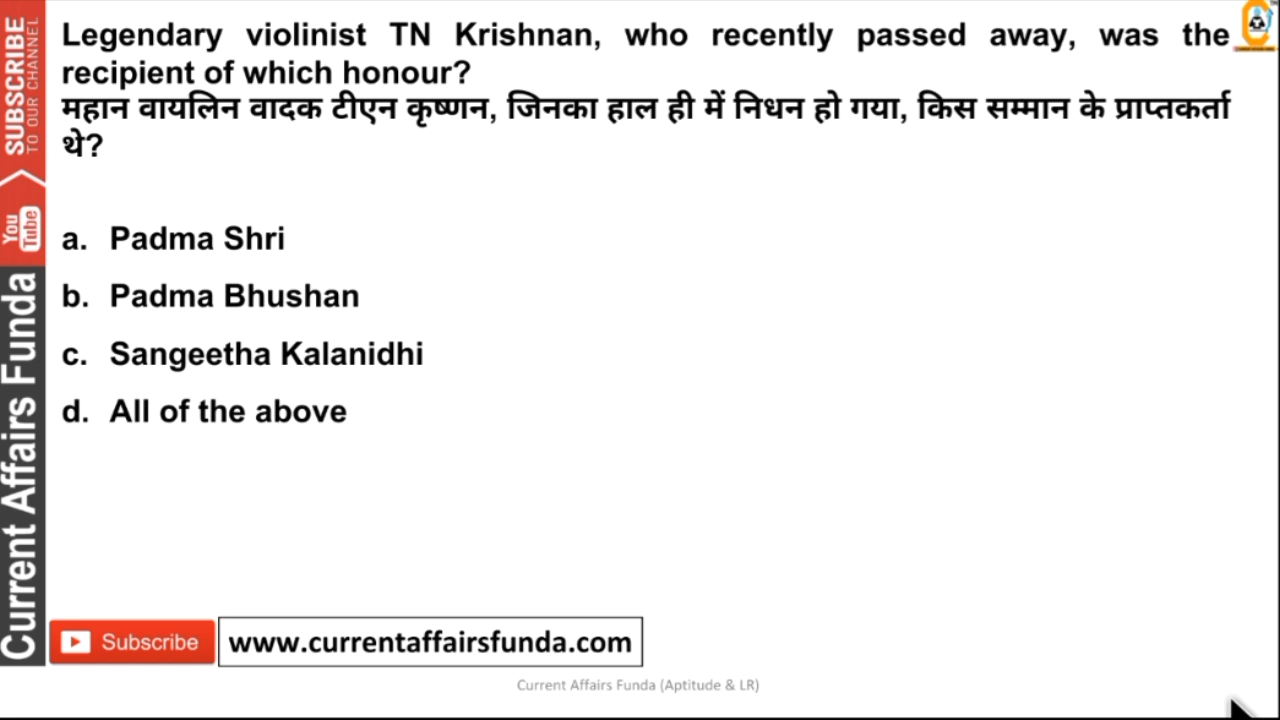 Legendary violinist TN Krishnan, who recently passed away, was the
recipient of which honour?
महान वायलिन वादक टीएन कृष्णन, जिनका हाल ही में निधन हो गया, किस सम्मान के प्राप्तकर्ता
थे?
a. Padma Shri
b. Padma Bhushan
c. Sangeetha Kalanidhi
d. All of the above
SUBSCRIBE
TO OUR CHANNEL
You Tube
Current Affairs Funda
Subscribe
www.currentaffairsfunda.com
Current Affairs Funda (Aptitude & LR)